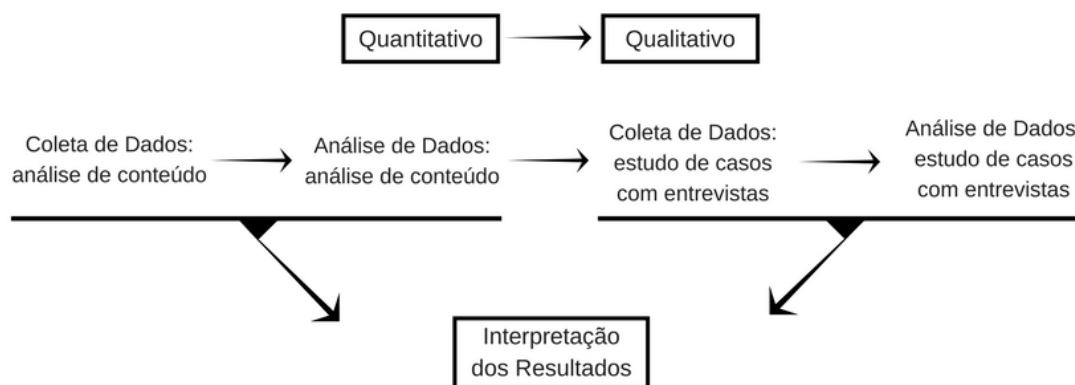 Quantitativo
Qualitativo
Coleta de Dados:
análise de conteúdo
Análise de Dados:
análise de conteúdo
Coleta de Dados:
estudo de casos
com entrevistas
Análise de Dados
estudo de casos
com entrevistas
Interpretação
dos Resultados